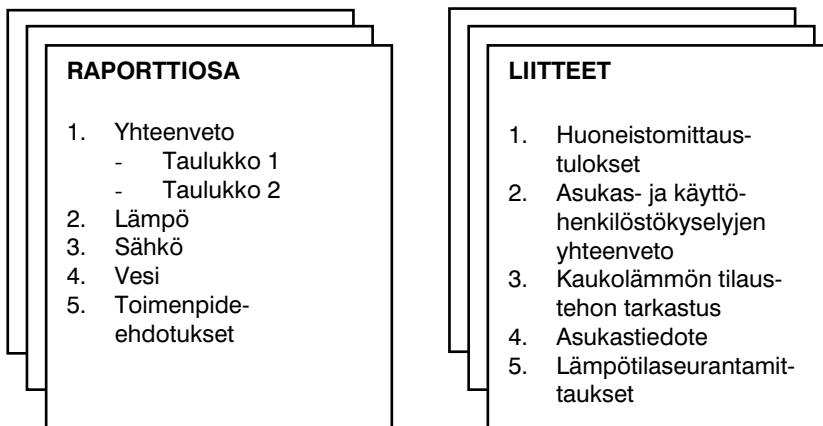 RAPORTTIOSA
1. Yhteenveto
- Taulukko 1
- Taulukko 2
2. Lämpö
3. Sähkö
4. Vesi
5. Toimenpide-
ehdotukset
LIITTEET
1. Huoneistomittaus-
tulokset
2. Asukas- ja käyttö-
henkilöstökyselyjen
yhteenveto
3. Kaukolämmön tilaus-
tehon tarkastus
4. Asukastiedote
5. Lämpötilaseurantamit-
taukset